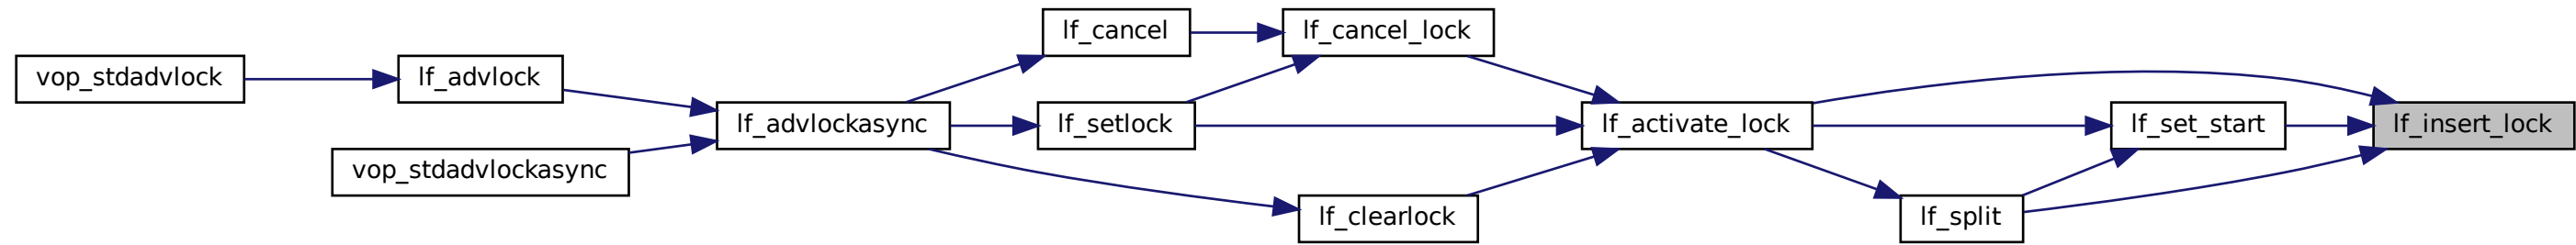 vop_stdadvlock
lf_advlock
vop_stdadvlockasync
lf_advlockasync
lf_cancel
lf_setlock
lf_cancel_lock
lf_clearlock
lf_activate_lock
lf_set_start
lf_split
lf_insert_lock